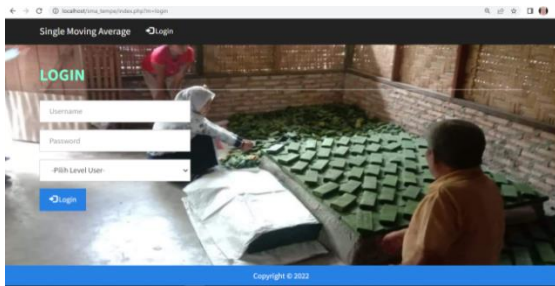 localhost/sma_tempe/index.php?m=login
Single Moving Average Login
LOGIN
Username
Password
-Pilih Level User-
Login
Copyright © 2022